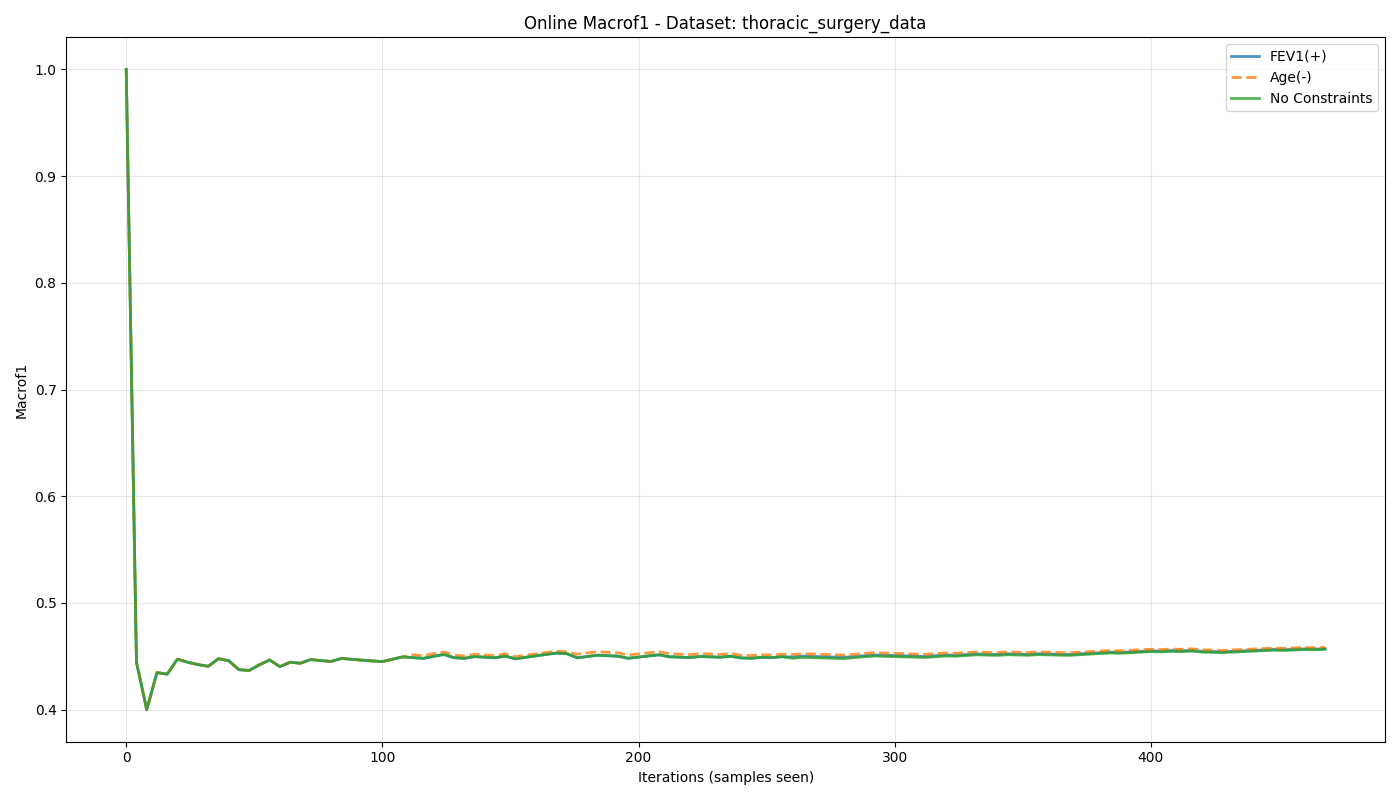 Online Macrof1 - Dataset: thoracic_surgery_data
FEV1(+)
Age(-)
No Constraints
1.0
0.9
0.8
0.7
0.6
0.5
0.4
Macrof1
0
100
200
300
400
Iterations (samples seen)